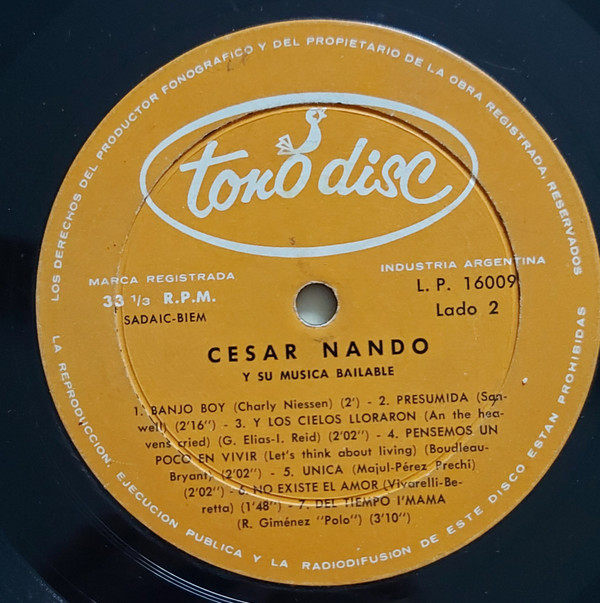 LOS DERECHOS DEL PRODUCTOR FONOGRAFICO Y DEL PROPIETARIO DE LA OBRA REGISTRADA, RESERVADOS
tono disc
MARCA REGISTRADA
INDUSTRIA ARGENTINA
33 1/3 R.P.M.
L. P. 16009
SADAIC-BIEM
Lado 2
CESAR NANDO
Y SU MUSICA BAILABLE
1. BANJO BOY (Charly Niessen) (2') - 2. PRESUMIDA (San-
well) (2'16") - 3. Y LOS CIELOS LLORARON (An the hea-
vens cried) (G. Elias-I. Reid) (2'02") - 4. PENSEMOS UN
POCO EN VIVIR (Let's think about living) (Boudleau-
Bryant) (2'02") - 5. UNICA (Majul-Pérez Prechi)
(2'02") - 6. NO EXISTE EL AMOR (Vivarelli-Be-
retta) (1'48") - 7. DEL TIEMPO I'MAMA
(R. Giménez "Polo") (3'10")
LA REPRODUCCION, EJECUCION PUBLICA Y LA RADIODIFUSION DE ESTE DISCO ESTAN PROHIBIDAS